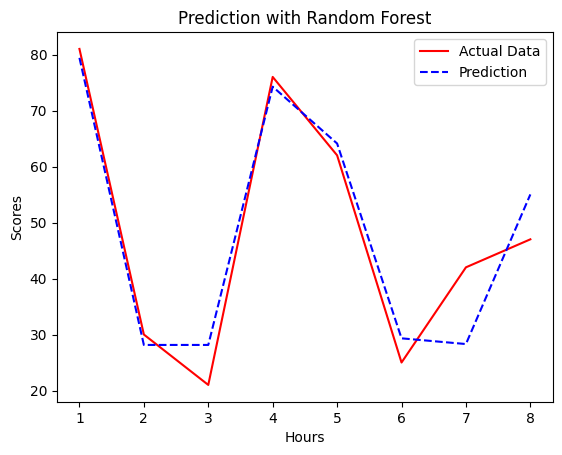 Prediction with Random Forest
Actual Data
Prediction
Scores
80
70
60
50
40
30
20
1 2 3 4 5 6 7 8
Hours